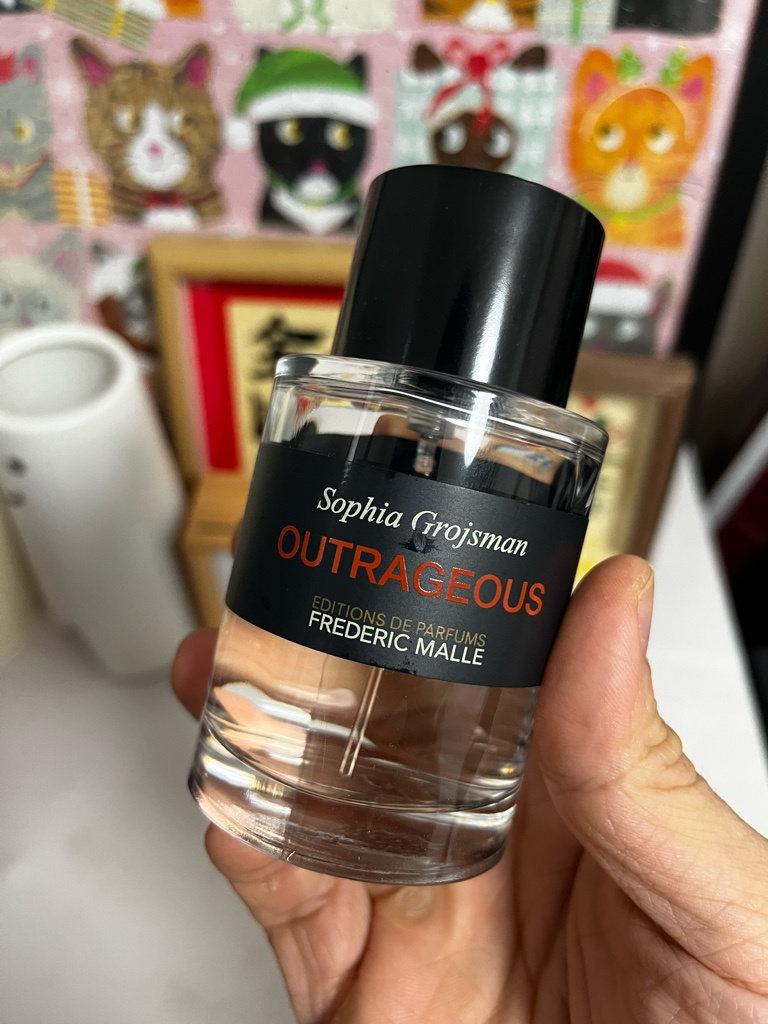 Sophia Grojsman
OUTRAGEOUS
EDITIONS DE PARFUMS
FREDERIC MALLE